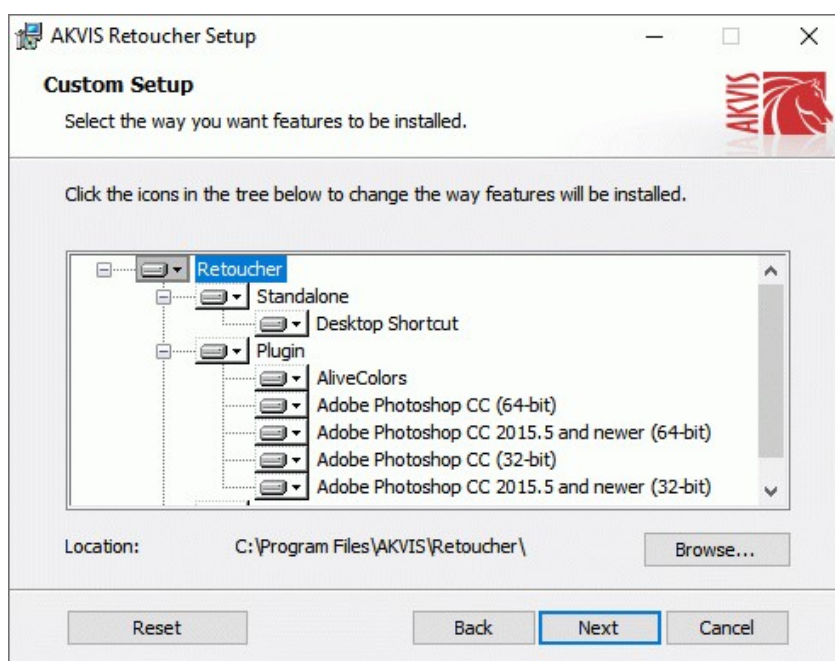 AKVIS Retoucher Setup
Custom Setup
Select the way you want features to be installed.
AKVIS
Click the icons in the tree below to change the way features will be installed.
Retoucher
Standalone
Desktop Shortcut
Plugin
AliveColors
Adobe Photoshop CC (64-bit)
Adobe Photoshop CC 2015.5 and newer (64-bit)
Adobe Photoshop CC (32-bit)
Adobe Photoshop CC 2015.5 and newer (32-bit)
Location: C:\Program Files\AKVIS\Retoucher\ Browse...
Reset Back Next Cancel